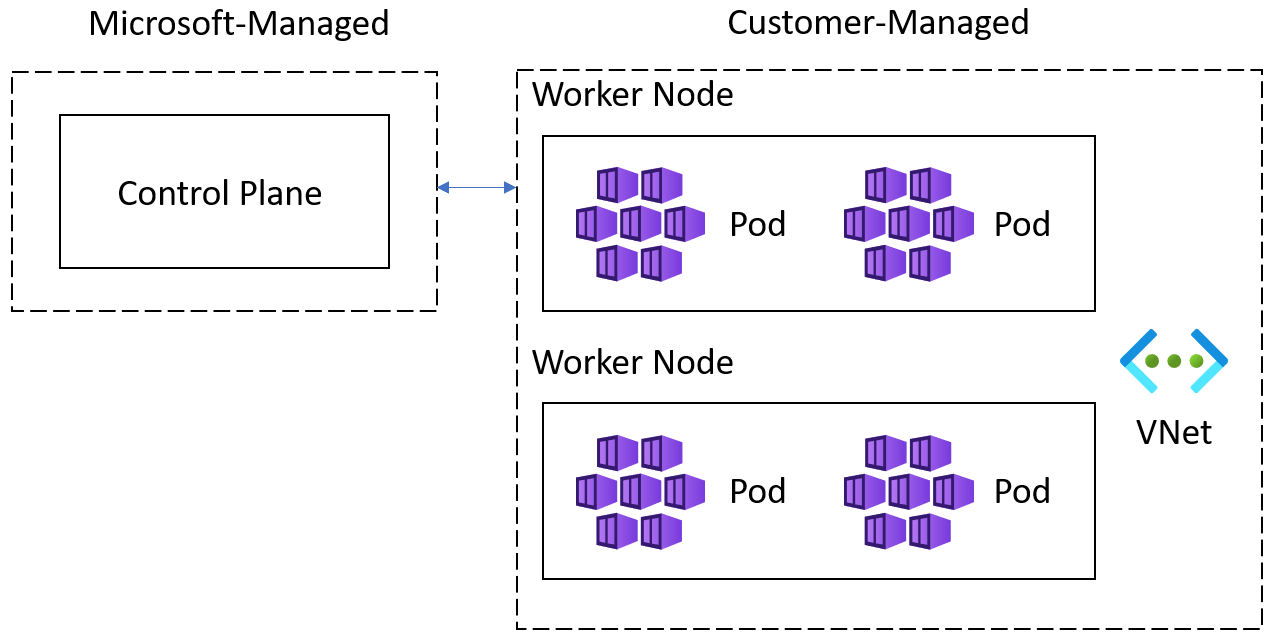 Microsoft-Managed
Customer-Managed
Control Plane
Worker Node
Pod
Pod
Worker Node
Pod
Pod
VNet